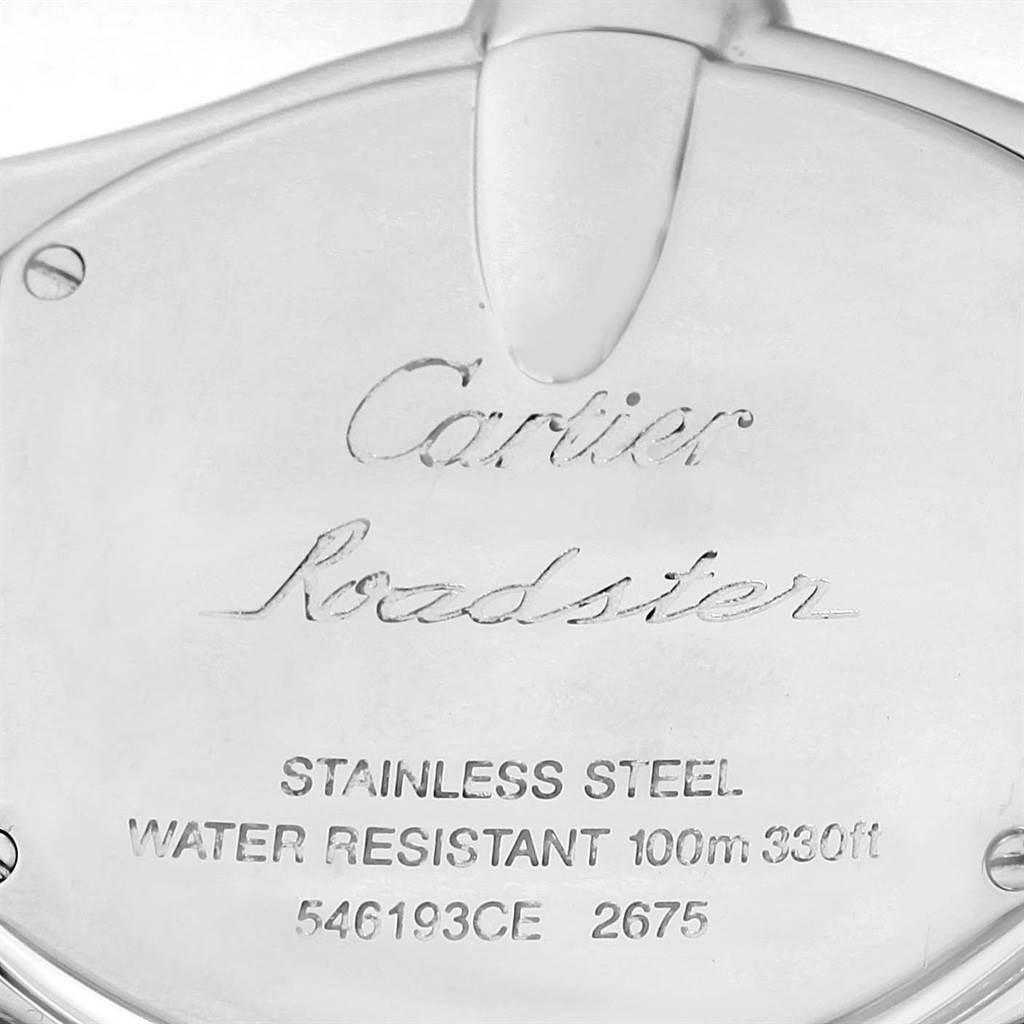 Cartier
Roadster
STAINLESS STEEL
WATER RESISTANT 100m 330ft
546193CE 2675